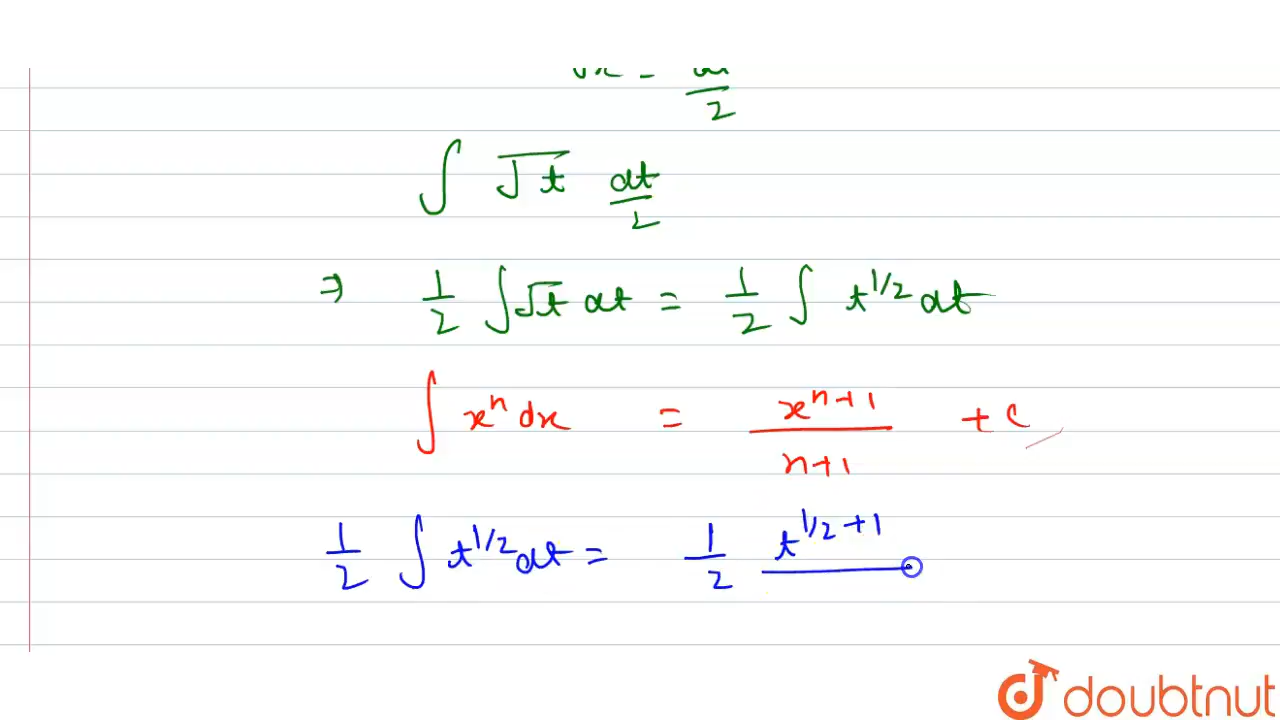 2
∫ √t dt/2
⇒ 1/2 ∫√t dt = 1/2 ∫ t^1/2 dt
∫ x^n dx = x^n+1/n+1 + c
1/2 ∫ t^1/2 dt = 1/2 t^1/2+1
doubtnut